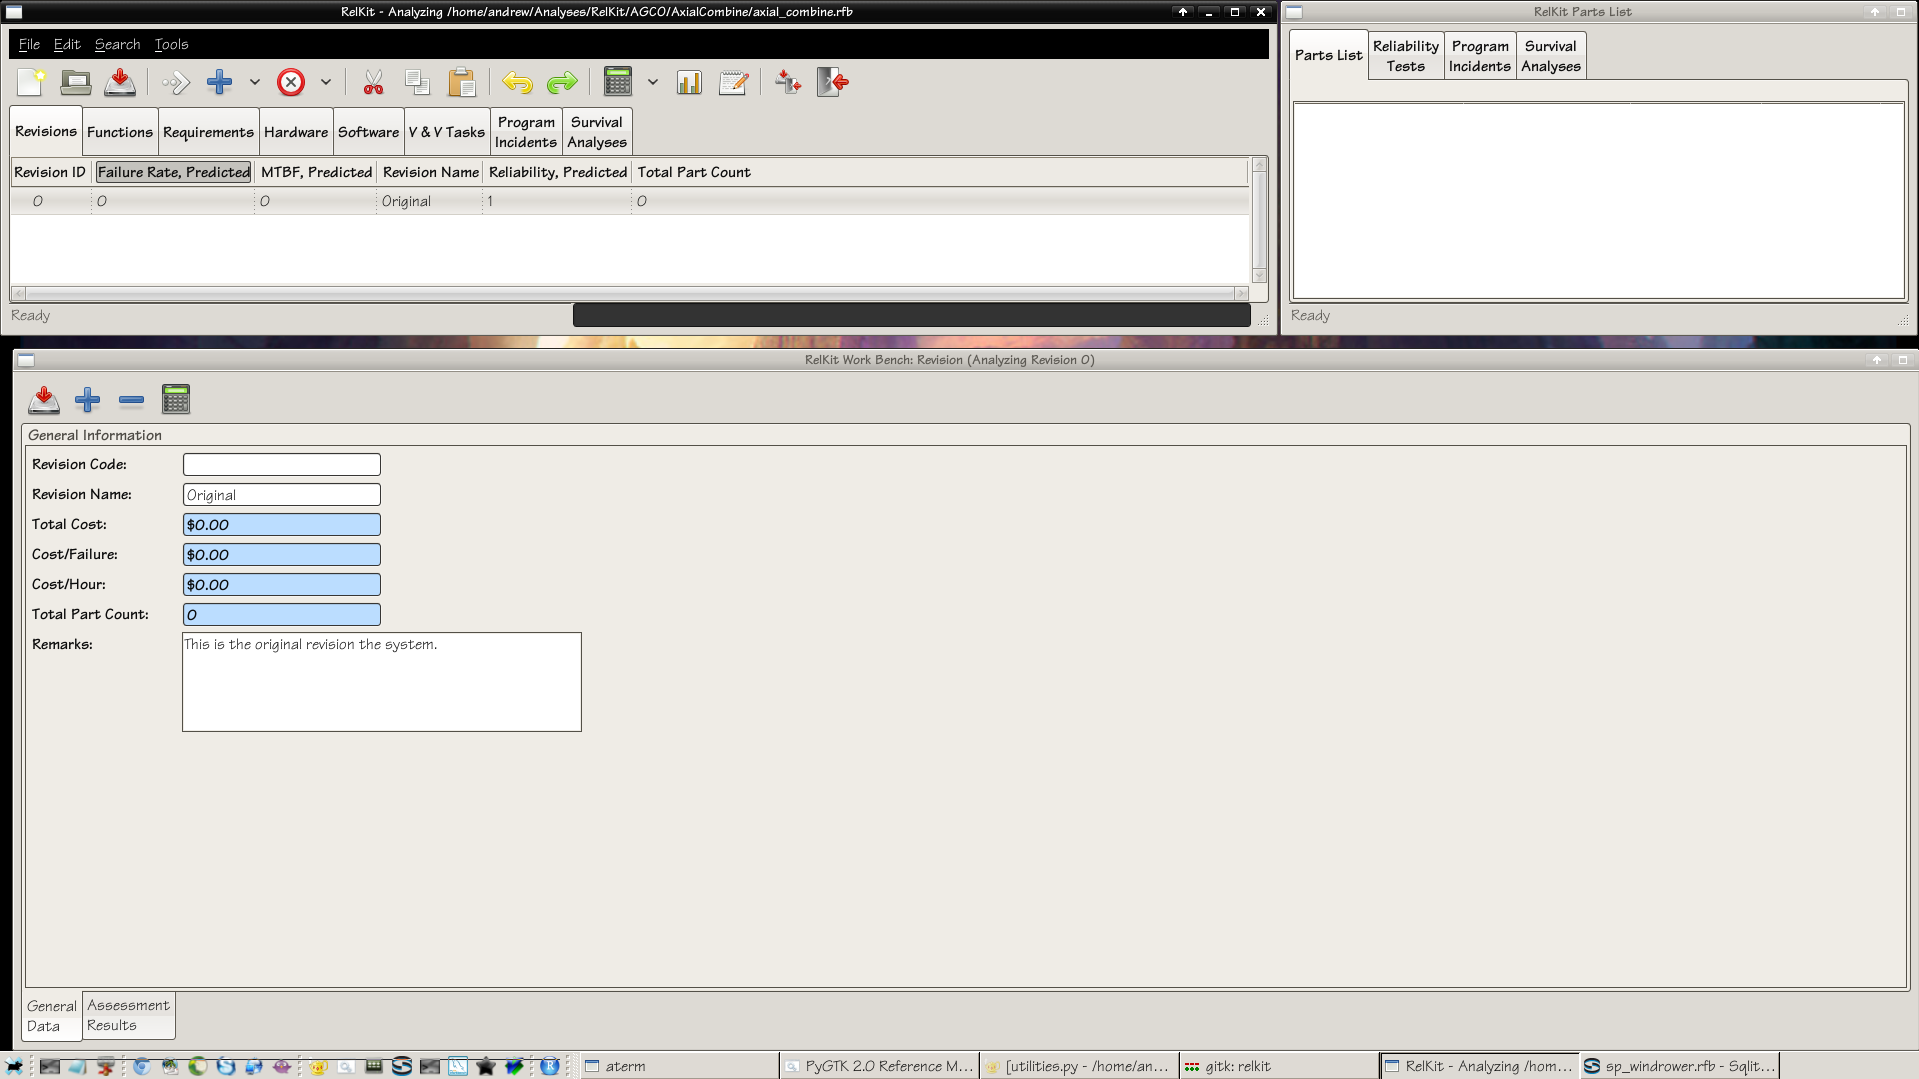 RelKit - Analyzing /home/andrew/Analyses/RelKit/AGCO/AxialCombine/axial_combine.rfb
File Edit Search Tools
Revisions Functions Requirements Hardware Software V & V Tasks Program Incidents Survival Analyses
Revision ID Failure Rate, Predicted MTBF, Predicted Revision Name Reliability, Predicted Total Part Count
0 0 0 Original 1 0
Ready
RelKit Parts List
Parts List Reliability Tests Program Incidents Survival Analyses
Ready
RelKit Work Bench: Revision (Analyzing Revision 0)
General Information
Revision Code:
Revision Name: Original
Total Cost: $0.00
Cost/Failure: $0.00
Cost/Hour: $0.00
Total Part Count: 0
Remarks: This is the original revision the system.
General Data Assessment Results
aterm PyGTK 2.0 Reference M... [utilities.py - /home/an... gitk: relkit RelKit - Analyzing /hom... sp_windrower.rfb - Sqlit...